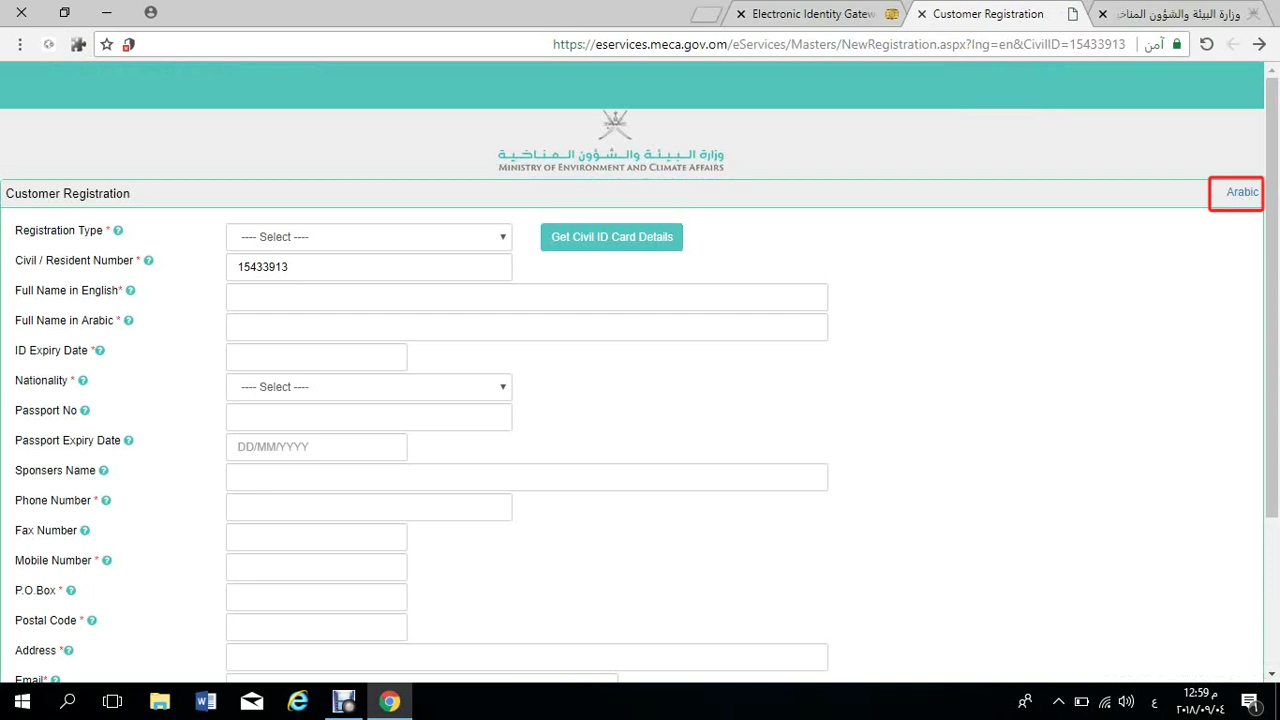 Electronic Identity Gatew
Customer Registration
وزارة البيئة والشؤون المناخ
https://eservices.meca.gov.om/eServices/Masters/NewRegistration.aspx?lng=en&CivilID=15433913
آمن
وزارة البيئة والشؤون المناخية
MINISTRY OF ENVIRONMENT AND CLIMATE AFFAIRS
Customer Registration
Arabic
Registration Type * ?
---- Select ----
Get Civil ID Card Details
Civil / Resident Number * ?
15433913
Full Name in English* ?
Full Name in Arabic * ?
ID Expiry Date *?
Nationality * ?
---- Select ----
Passport No ?
Passport Expiry Date ?
DD/MM/YYYY
Sponsers Name ?
Phone Number * ?
Fax Number ?
Mobile Number * ?
P.O.Box * ?
Postal Code * ?
Address *?
Email* ?
ع
12:59 م
٢٠١٨/٠٩/٠٤
1